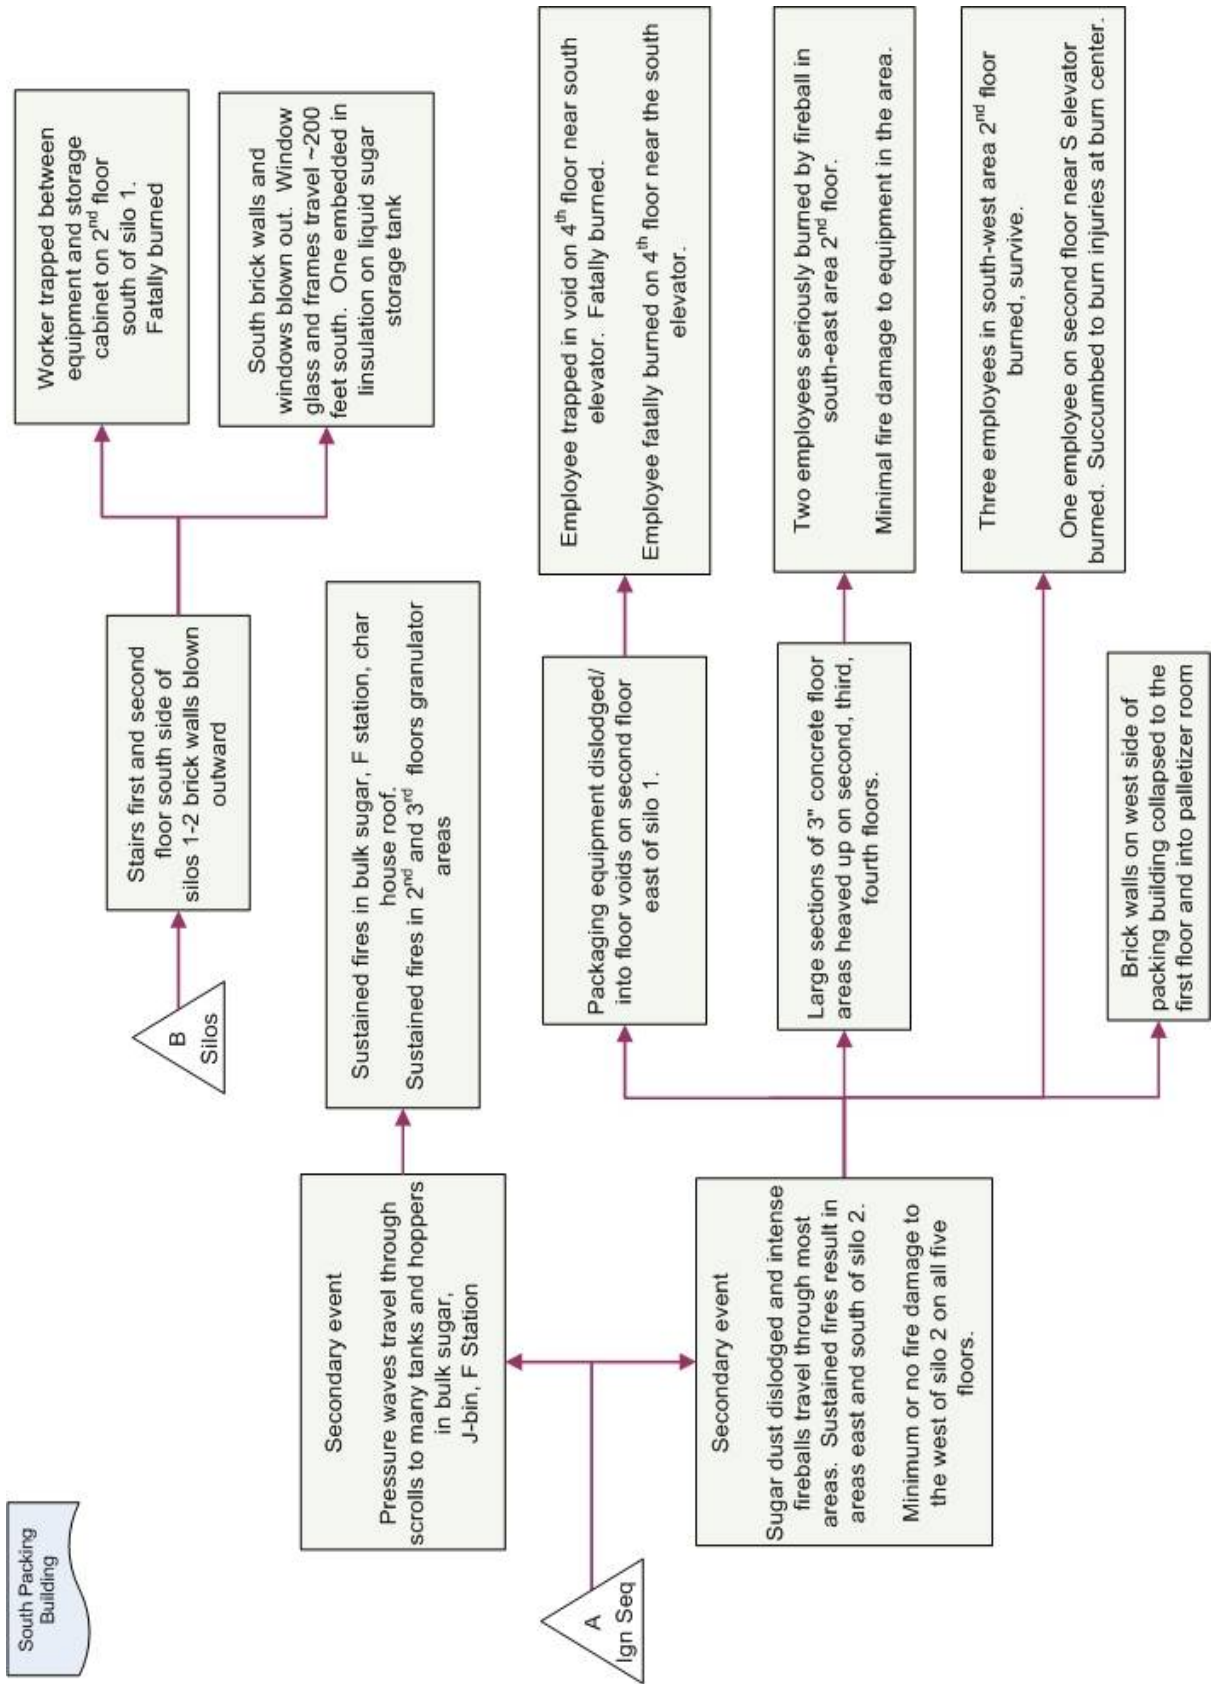 South Packing
Building
B
Silos
Stairs first and second
floor south side of
silos 1-2 brick walls blown
outward
Worker trapped between
equipment and storage
cabinet on 2nd floor
south of silo 1.
Fatally burned
South brick walls and
windows blown out. Window
glass and frames travel ~200
feet south. One embedded in
linsulation on liquid sugar
storage tank
A
Ign Seq
Secondary event
Pressure waves travel through
scrolls to many tanks and hoppers
in bulk sugar,
J-bin, F Station
Sustained fires in bulk sugar, F station, char
house roof.
Sustained fires in 2nd and 3rd floors granulator
areas
Secondary event
Sugar dust dislodged and intense
fireballs travel through most
areas. Sustained fires result in
areas east and south of silo 2.
Minimum or no fire damage to
the west of silo 2 on all five
floors.
Packaging equipment dislodged/
into floor voids on second floor
east of silo 1.
Employee trapped in void on 4th floor near south
elevator. Fatally burned.
Employee fatally burned on 4th floor near the south
elevator.
Large sections of 3" concrete floor
areas heaved up on second, third,
fourth floors.
Two employees seriously burned by fireball in
south-east area 2nd floor.
Minimal fire damage to equipment in the area.
Three employees in south-west area 2nd floor
burned, survive.
One employee on second floor near S elevator
burned. Succumbed to burn injuries at burn center.
Brick walls on west side of
packing building collapsed to the
first floor and into palletizer room